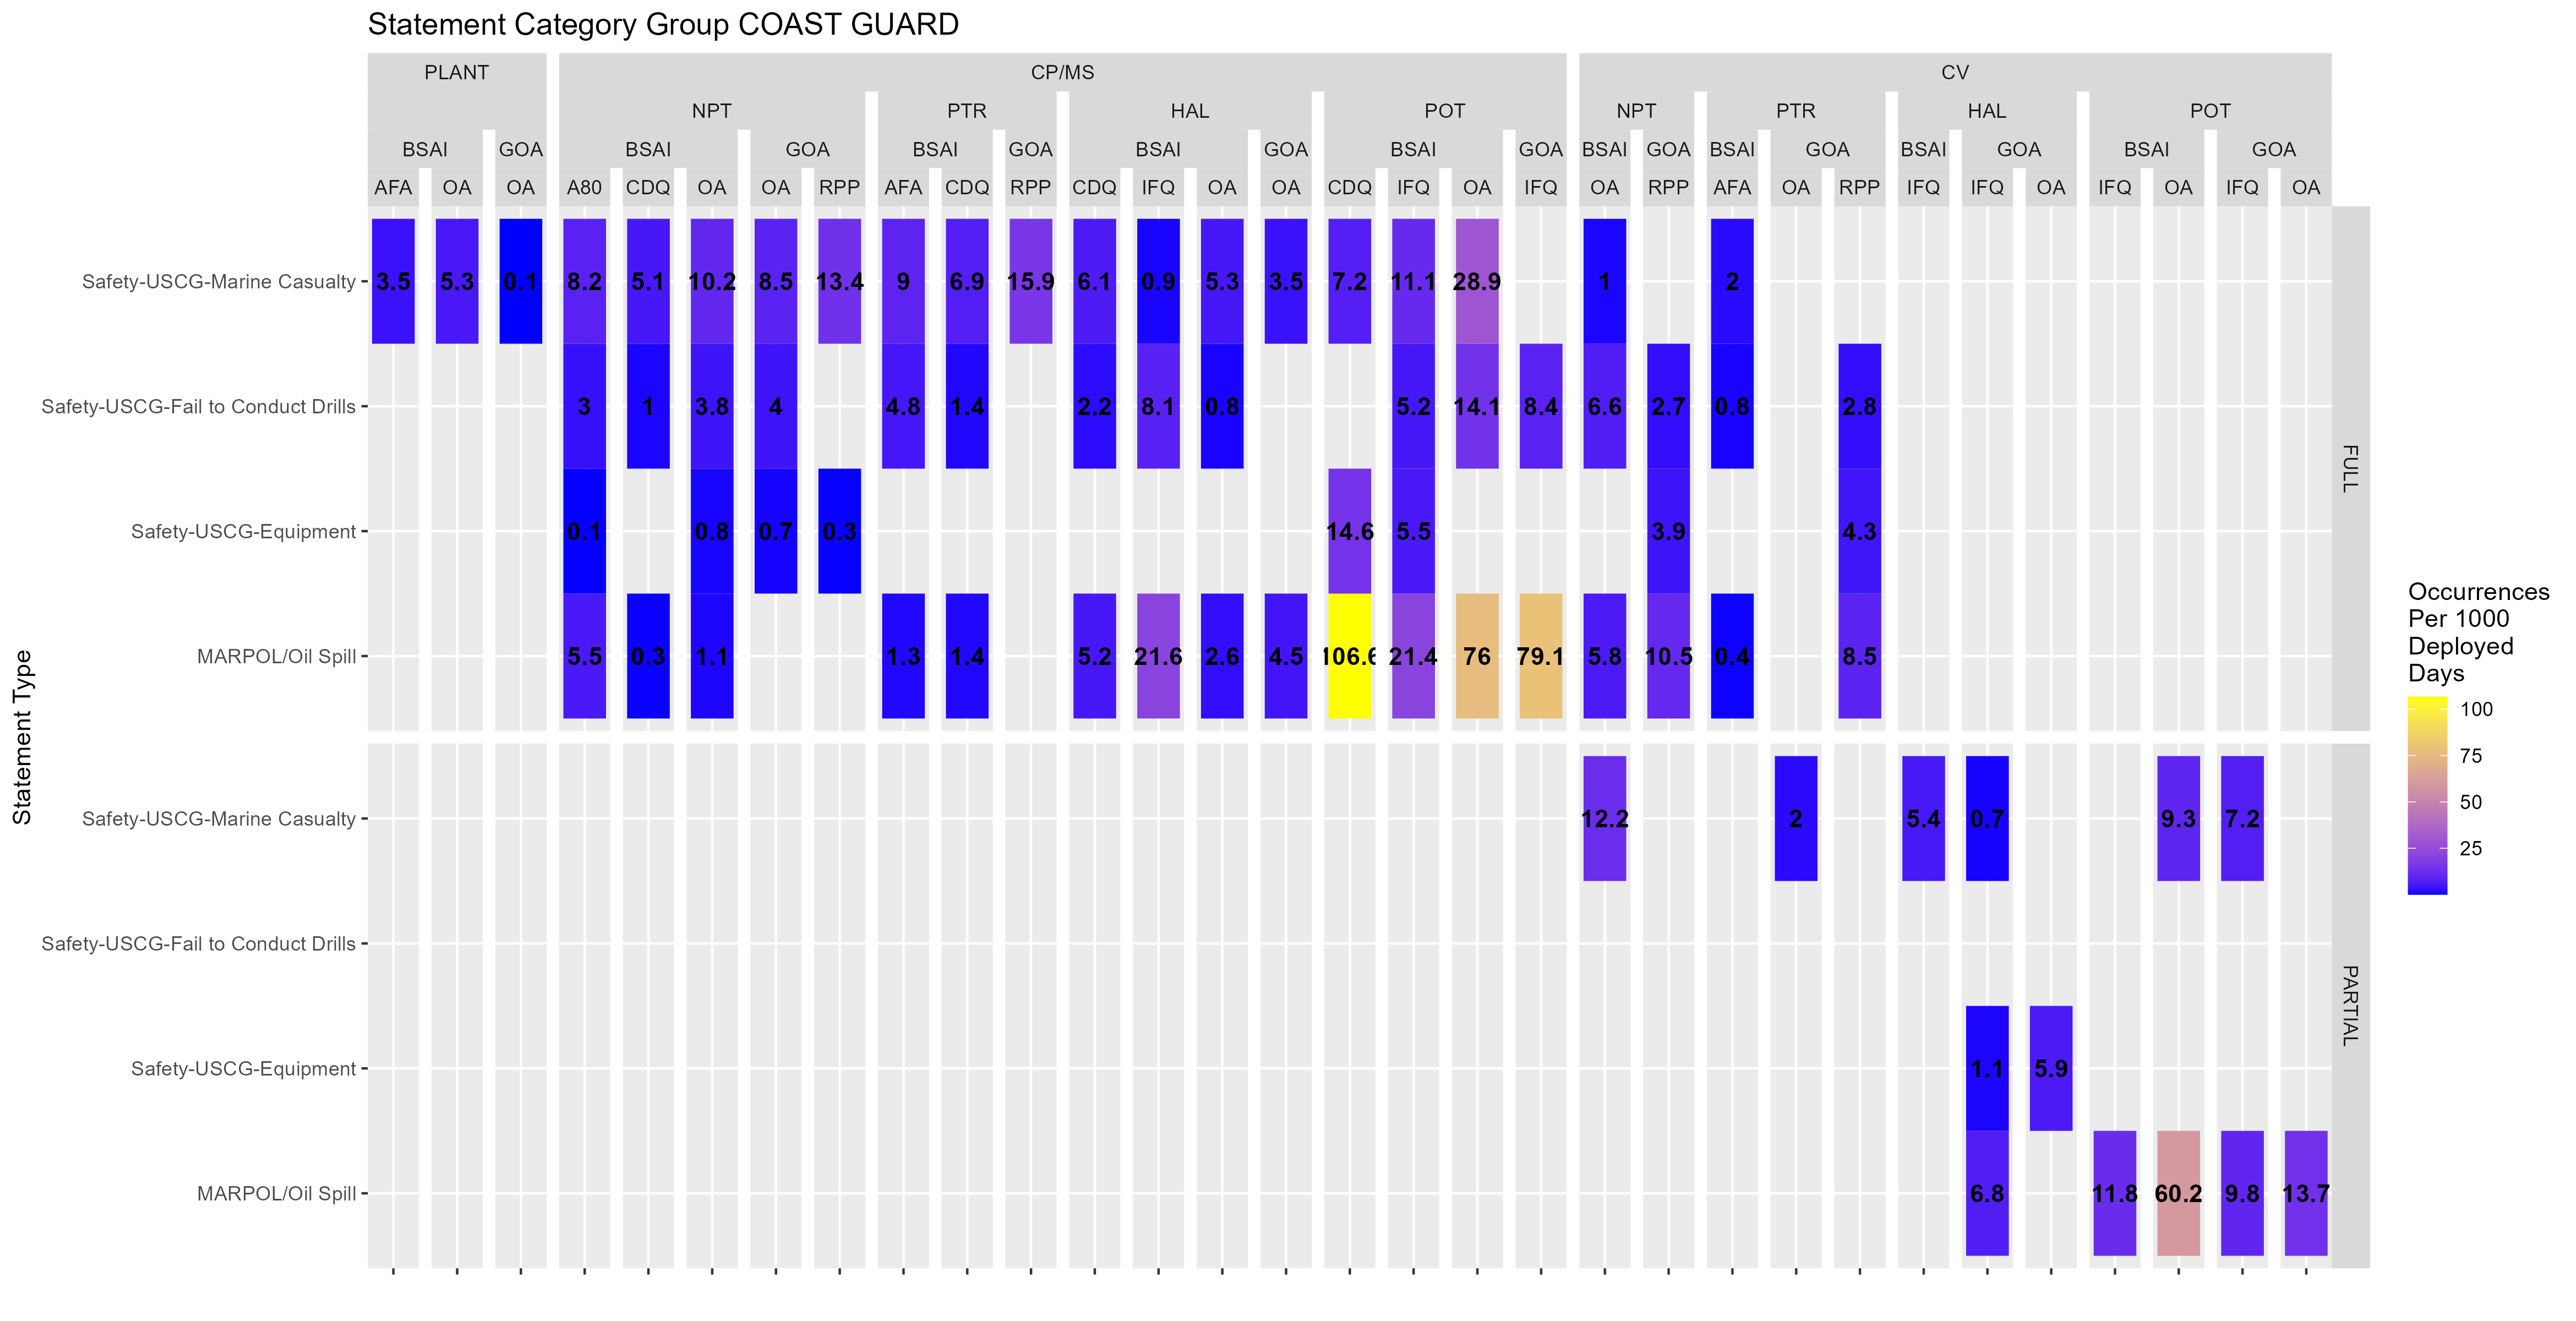 Statement Category Group COAST GUARD
PLANT CP/MS CV
NPT PTR HAL POT NPT PTR HAL POT
BSAI GOA BSAI GOA BSAI GOA BSAI GOA BSAI GOA BSAI GOA BSAI GOA BSAI GOA BSAI GOA
AFA OA OA A80 CDQ OA OA RPP AFA CDQ RPP CDQ IFQ OA OA CDQ IFQ OA IFQ OA RPP AFA OA RPP IFQ IFQ OA IFQ OA IFQ OA
Safety-USCG-Marine Casualty 3.5 5.3 0.1 8.2 5.1 10.2 8.5 13.4 9 6.9 15.9 6.1 0.9 5.3 3.5 7.2 11.1 28.9 1 2
Safety-USCG-Fail to Conduct Drills 3 1 3.8 4 4.8 1.4 2.2 8.1 0.8 5.2 14.1 8.4 6.6 2.7 0.8 2.8
Safety-USCG-Equipment 0.1 0.8 0.7 0.3 14.6 5.5 3.9 4.3
MARPOL/Oil Spill 5.5 0.3 1.1 1.3 1.4 5.2 21.6 2.6 4.5 106.6 21.4 76 79.1 5.8 10.5 0.4 8.5
FULL
Safety-USCG-Marine Casualty 12.2 2 5.4 0.7 9.3 7.2
Safety-USCG-Fail to Conduct Drills
Safety-USCG-Equipment 1.1 5.9
MARPOL/Oil Spill 6.8 11.8 60.2 9.8 13.7
PARTIAL
Statement Type
Occurrences
Per 1000
Deployed
Days
100
75
50
25